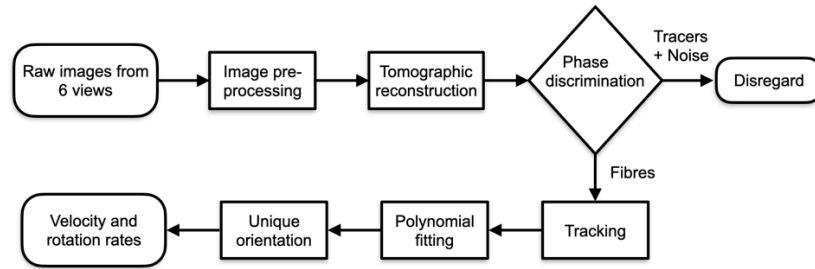 Raw images from
6 views
Image pre-
processing
Tomographic
reconstruction
Phase
discrimination
Tracers
+ Noise
Disregard
Fibres
Tracking
Polynomial
fitting
Unique
orientation
Velocity and
rotation rates